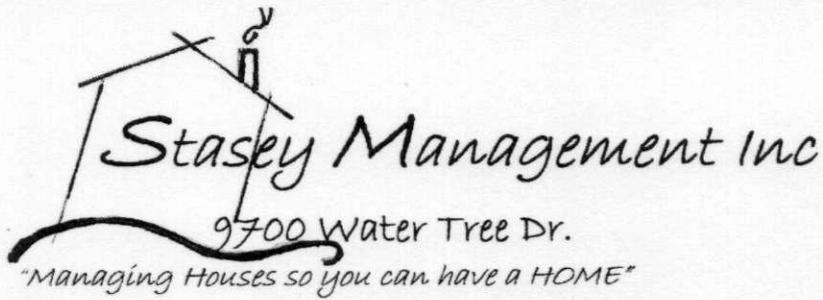 Stasey Management Inc
9700 Water Tree Dr.
"Managing Houses so you can have a HOME"